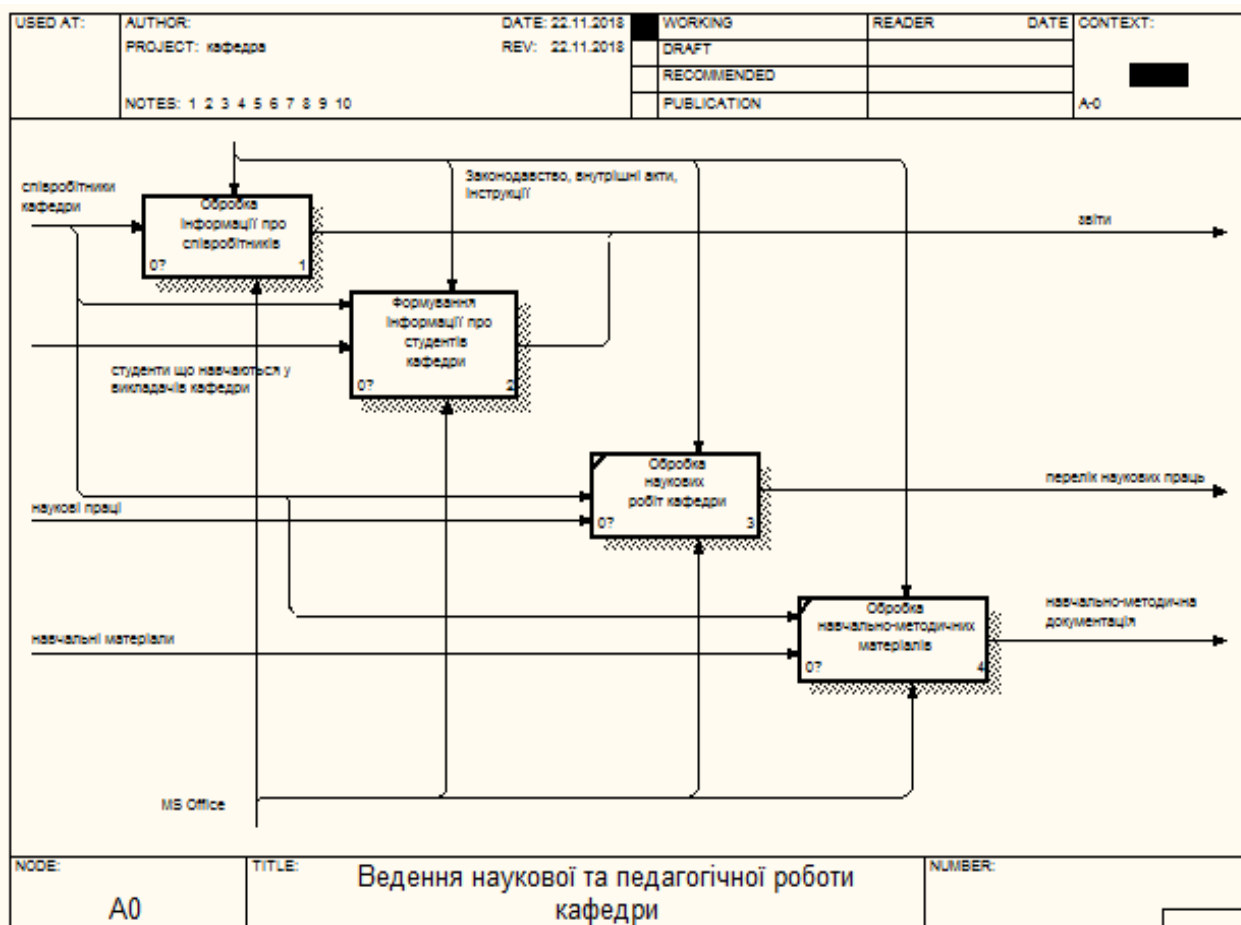 USED AT:
AUTHOR:
DATE: 22.11.2018
WORKING
READER
DATE
CONTEXT:
PROJECT: кафедра
REV: 22.11.2018
DRAFT
RECOMMENDED
NOTES: 1 2 3 4 5 6 7 8 9 10
PUBLICATION
A-0
співробітники
кафедри
Законодавство, внутрішні акти,
інструкції
Обробка
інформації про
співробітників
0?
1
звіти
Формування
інформації про
студентів
кафедри
0?
2
студенти що навчаються у
викладачів кафедри
Обробка
наукових
робіт кафедри
0?
3
перелік наукових праць
наукові праці
Обробка
навчально-методичних
матеріалів
0?
4
навчально-методична
документація
навчальні матеріали
MS Office
NODE:
A0
TITLE:
Ведення наукової та педагогічної роботи
кафедри
NUMBER: